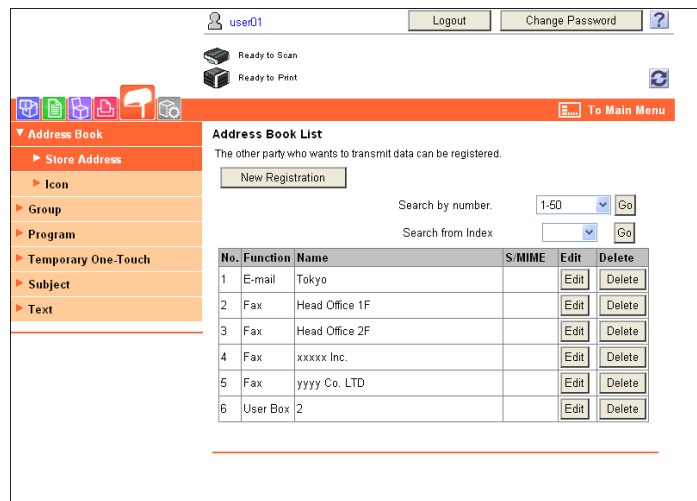 user01 Logout Change Password ?
Ready to Scan
Ready to Print
To Main Menu
Address Book
Store Address
Icon
Group
Program
Temporary One-Touch
Subject
Text
Address Book List
The other party who wants to transmit data can be registered.
New Registration
Search by number. 1-50 Go
Search from Index Go
No. Function Name S/MIME Edit Delete
1 E-mail Tokyo Edit Delete
2 Fax Head Office 1F Edit Delete
3 Fax Head Office 2F Edit Delete
4 Fax xxxxx Inc. Edit Delete
5 Fax yyyy Co. LTD Edit Delete
6 User Box 2 Edit Delete